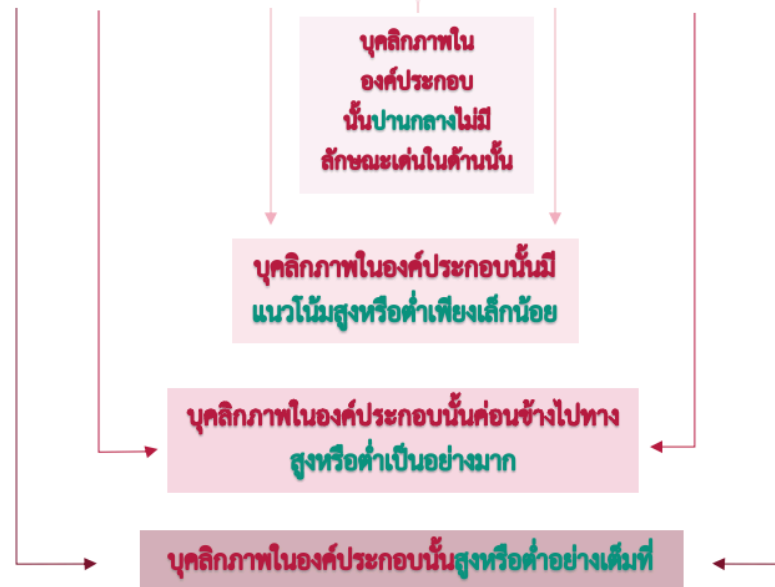 บุคลิกภาพใน
องค์ประกอบ
นั้นปานกลางไม่มี
ลักษณะเด่นในด้านนั้น
บุคลิกภาพในองค์ประกอบนั้นมี
แนวโน้มสูงหรือต่ำเพียงเล็กน้อย
บุคลิกภาพในองค์ประกอบนั้นค่อนข้างไปทาง
สูงหรือต่ำเป็นอย่างมาก
บุคลิกภาพในองค์ประกอบนั้นสูงหรือต่ำอย่างเต็มที่